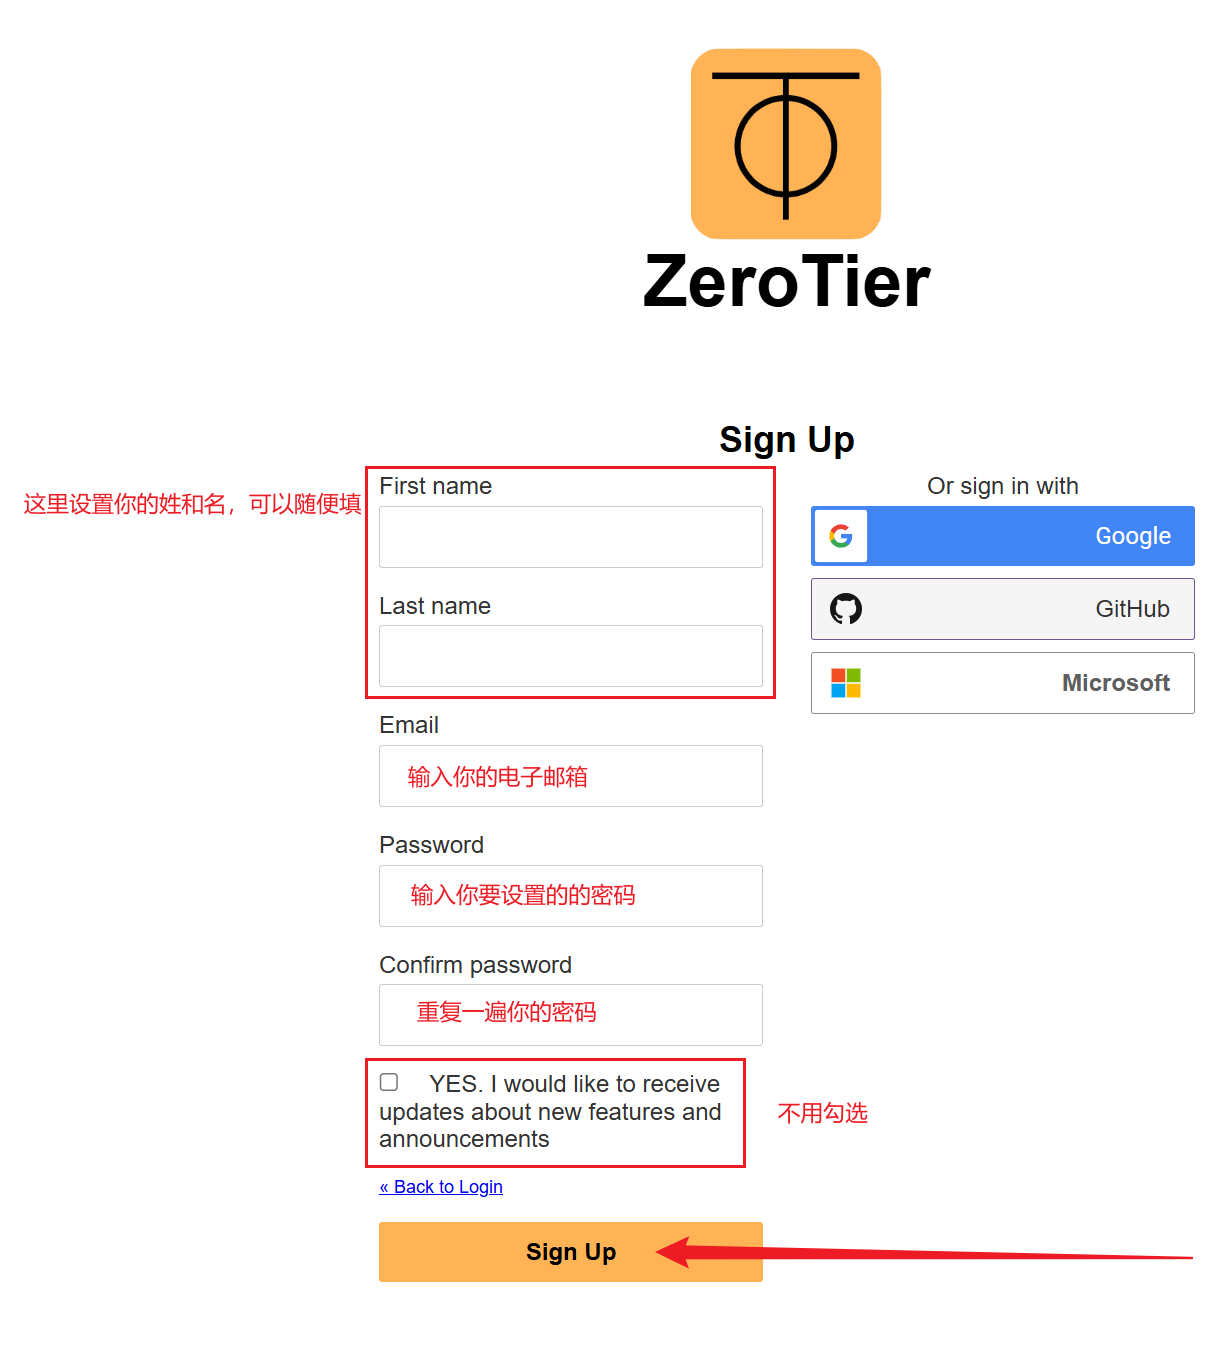 ZeroTier
Sign Up
这里设置你的姓和名，可以随便填
First name
Last name
Email
输入你的电子邮箱
Password
输入你要设置的的密码
Confirm password
重复一遍你的密码
YES. I would like to receive
updates about new features and
announcements
不用勾选
« Back to Login
Sign Up
Or sign in with
Google
GitHub
Microsoft